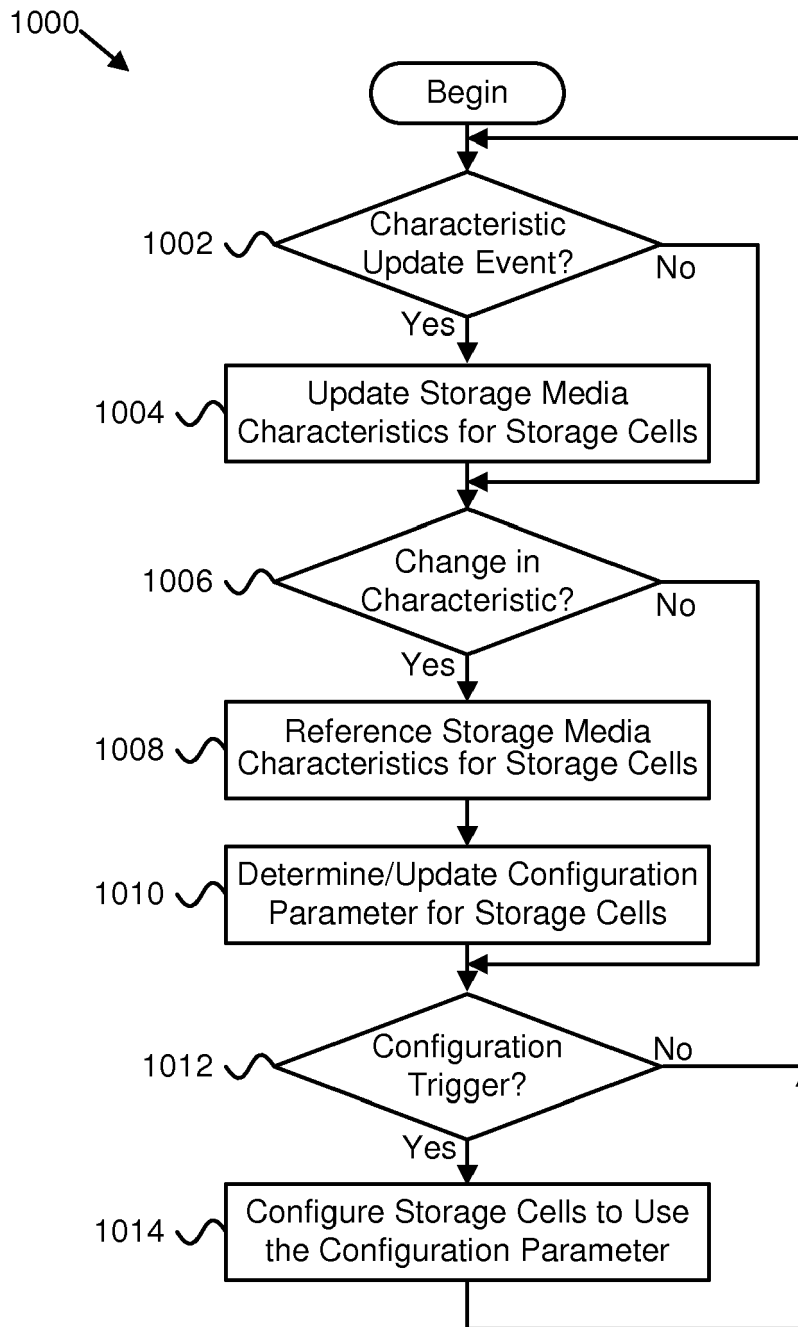 1000
Begin
1002
Characteristic
Update Event?
No
Yes
1004
Update Storage Media
Characteristics for Storage Cells
1006
Change in
Characteristic?
No
Yes
1008
Reference Storage Media
Characteristics for Storage Cells
1010
Determine/Update Configuration
Parameter for Storage Cells
1012
Configuration
Trigger?
No
Yes
1014
Configure Storage Cells to Use
the Configuration Parameter